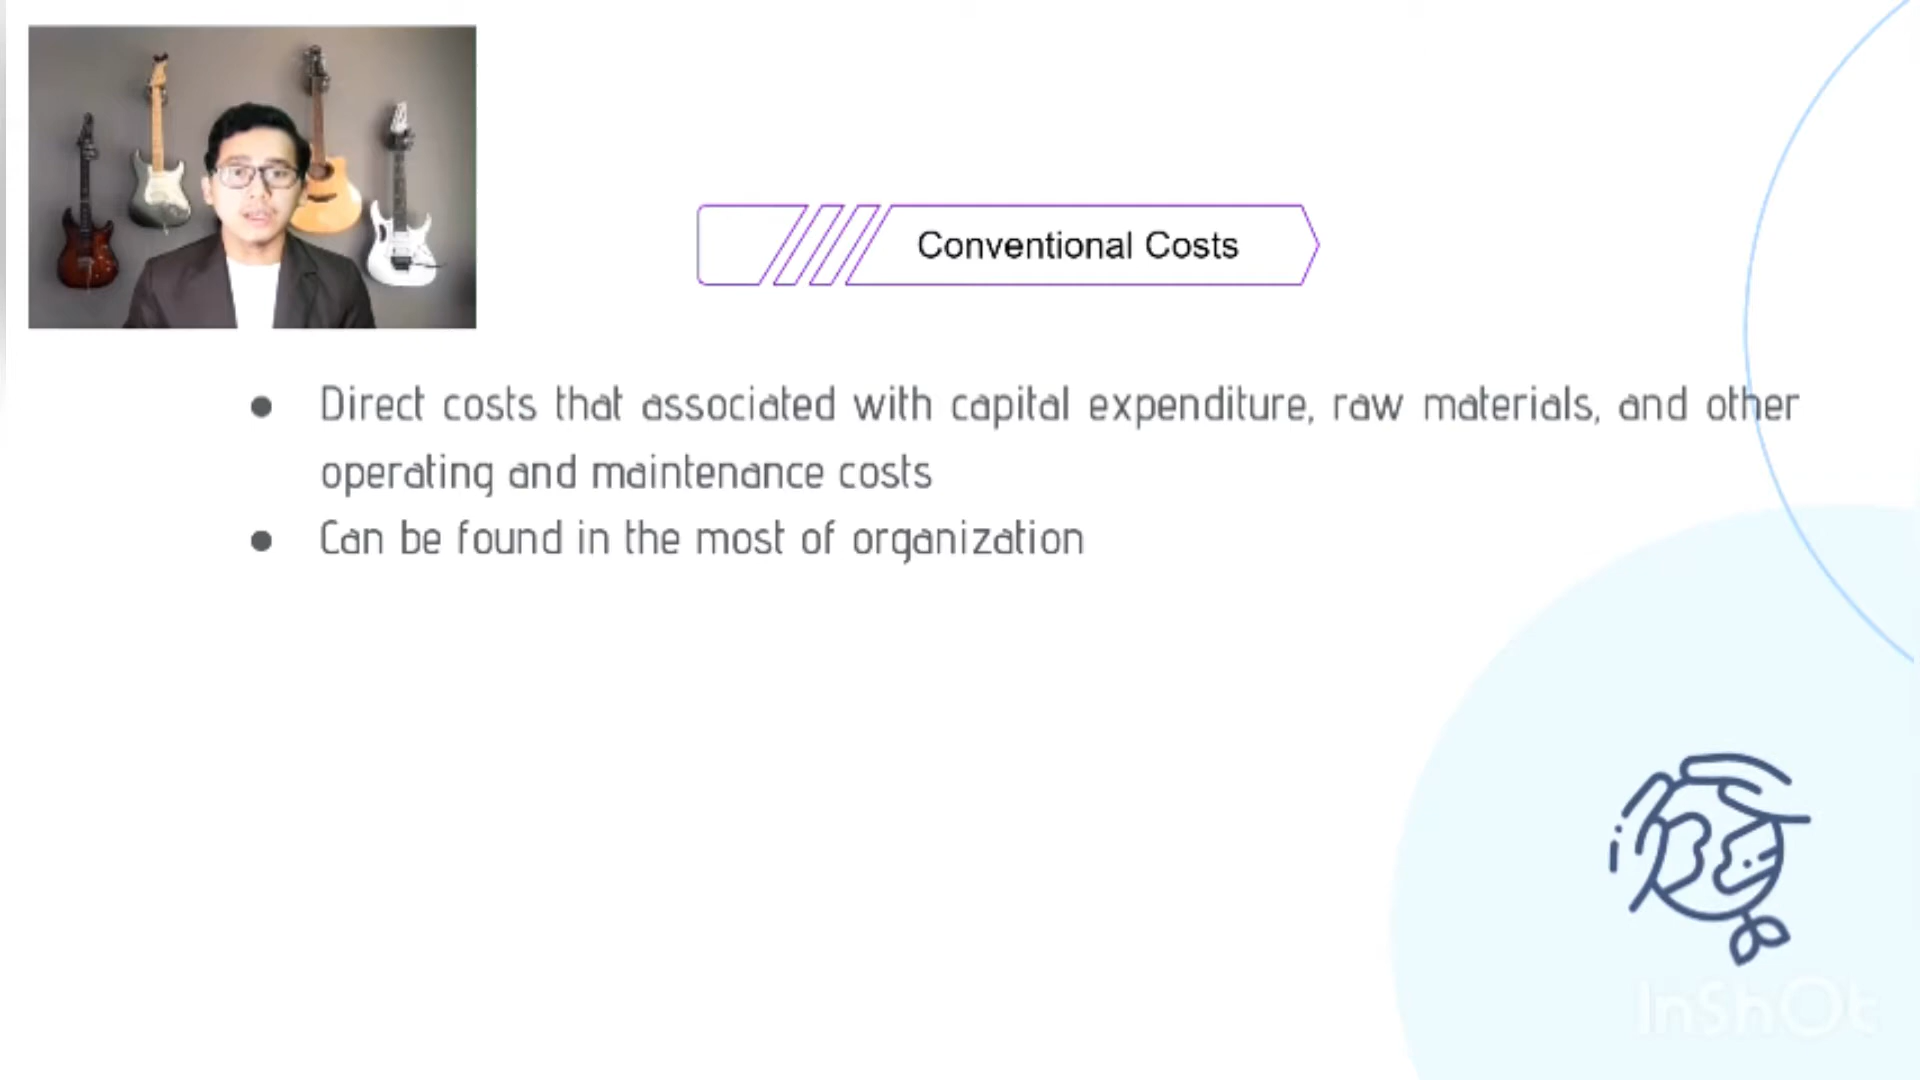 Conventional Costs
● Direct costs that associated with capital expenditure, raw materials, and other
operating and maintenance costs
● Can be found in the most of organization
InShOt